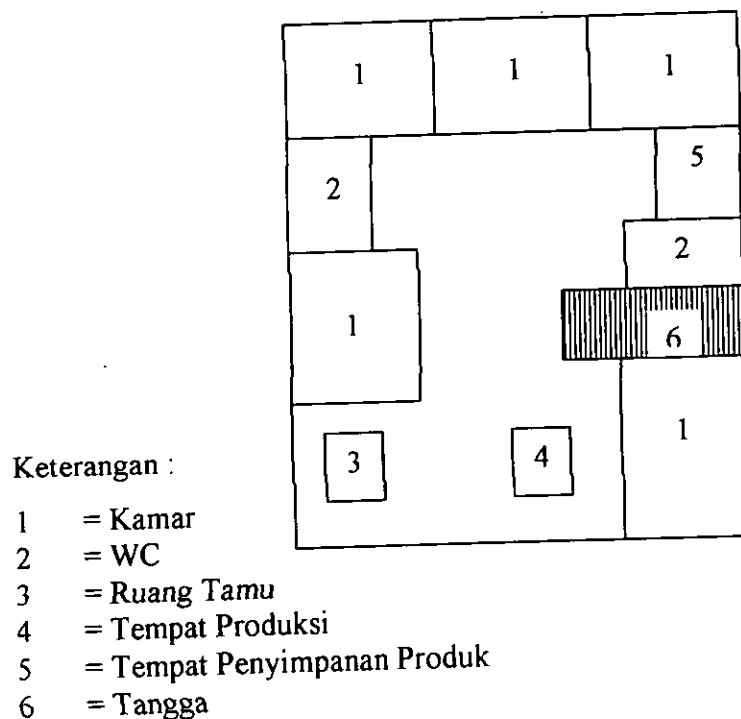 1 1 1
2 5
2
1 6
1
3 4
Keterangan :
1 = Kamar
2 = WC
3 = Ruang Tamu
4 = Tempat Produksi
5 = Tempat Penyimpanan Produk
6 = Tangga